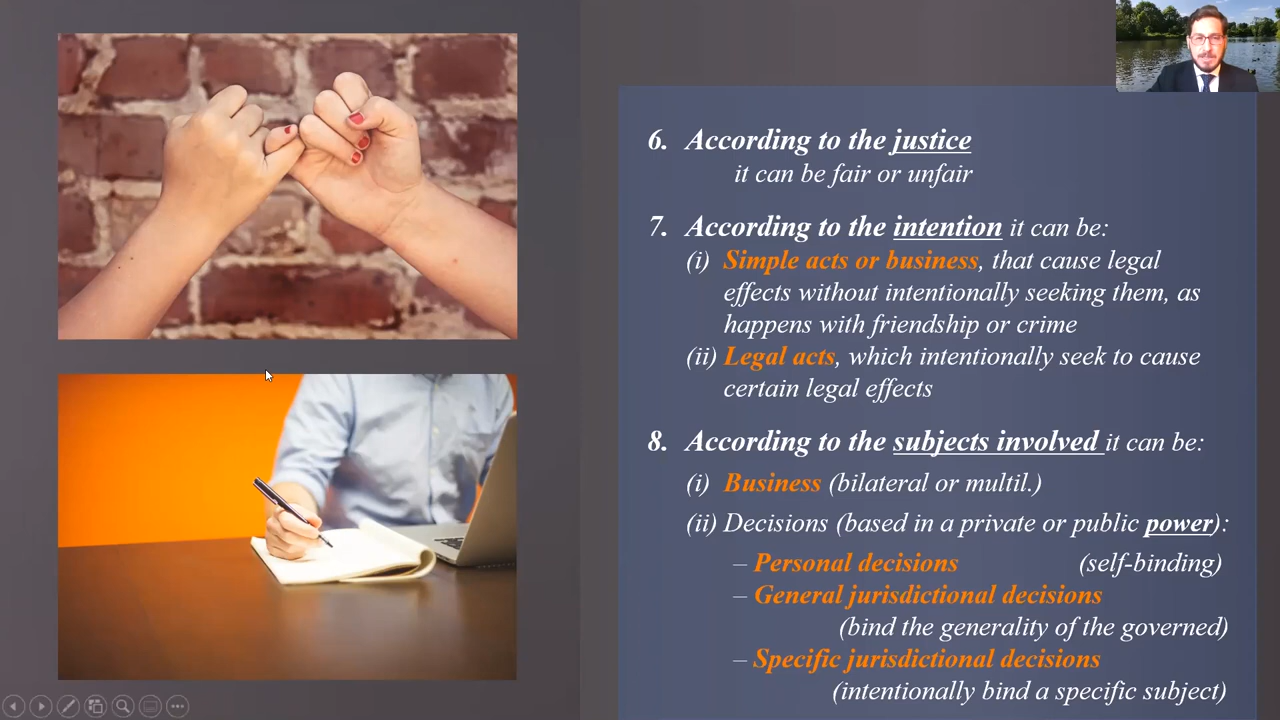 6. According to the justice
it can be fair or unfair
7. According to the intention it can be:
(i) Simple acts or business, that cause legal
effects without intentionally seeking them, as
happens with friendship or crime
(ii) Legal acts, which intentionally seek to cause
certain legal effects
8. According to the subjects involved it can be:
(i) Business (bilateral or multil.)
(ii) Decisions (based in a private or public power):
– Personal decisions (self-binding)
– General jurisdictional decisions
(bind the generality of the governed)
– Specific jurisdictional decisions
(intentionally bind a specific subject)